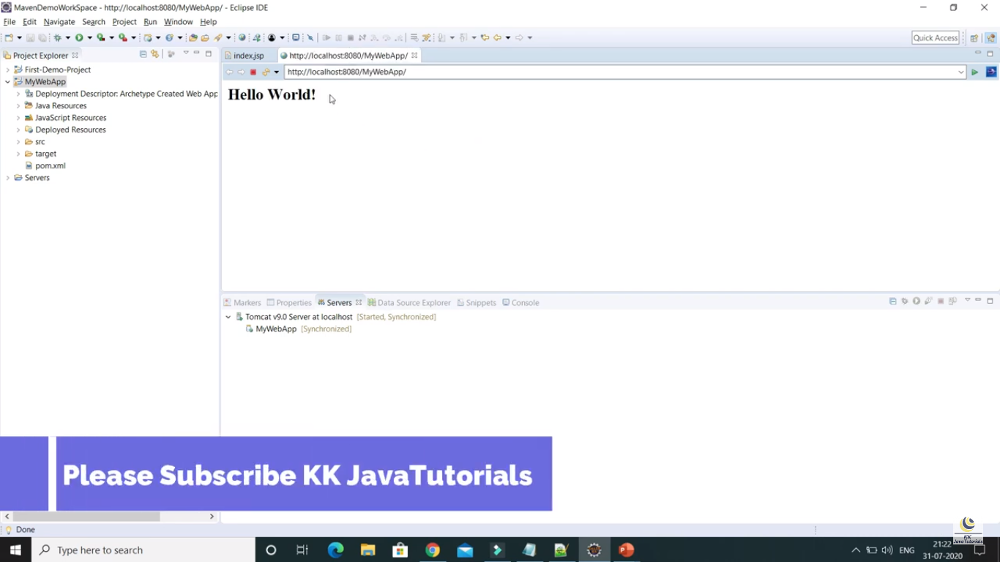 MavenDemoWorkSpace - http://localhost:8080/MyWebApp/ - Eclipse IDE
File Edit Navigate Search Project Run Window Help
Quick Access
Project Explorer
index.jsp
http://localhost:8080/MyWebApp/
First-Demo-Project
http://localhost:8080/MyWebApp/
MyWebApp
Deployment Descriptor: Archetype Created Web App
Hello World!
Java Resources
JavaScript Resources
Deployed Resources
src
target
pom.xml
Servers
Markers Properties Servers Data Source Explorer Snippets Console
Tomcat v9.0 Server at localhost [Started, Synchronized]
MyWebApp [Synchronized]
Please Subscribe KK JavaTutorials
Done
KK
JavaTutorials
Type here to search
ENG
21:22
31-07-2020